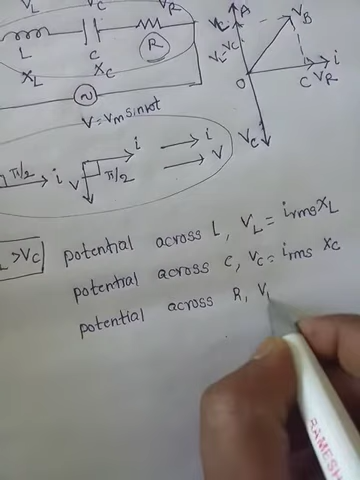 VL VC VR
L C R
XL XC
V = Vm sinωt
A
VL
VB
VL-VC
O C VR i
VC
π/2 i V π/2 i i
V
L > VC
potential across L, VL = irms XL
potential across C, VC = irms XC
potential across R, V
RAMESH